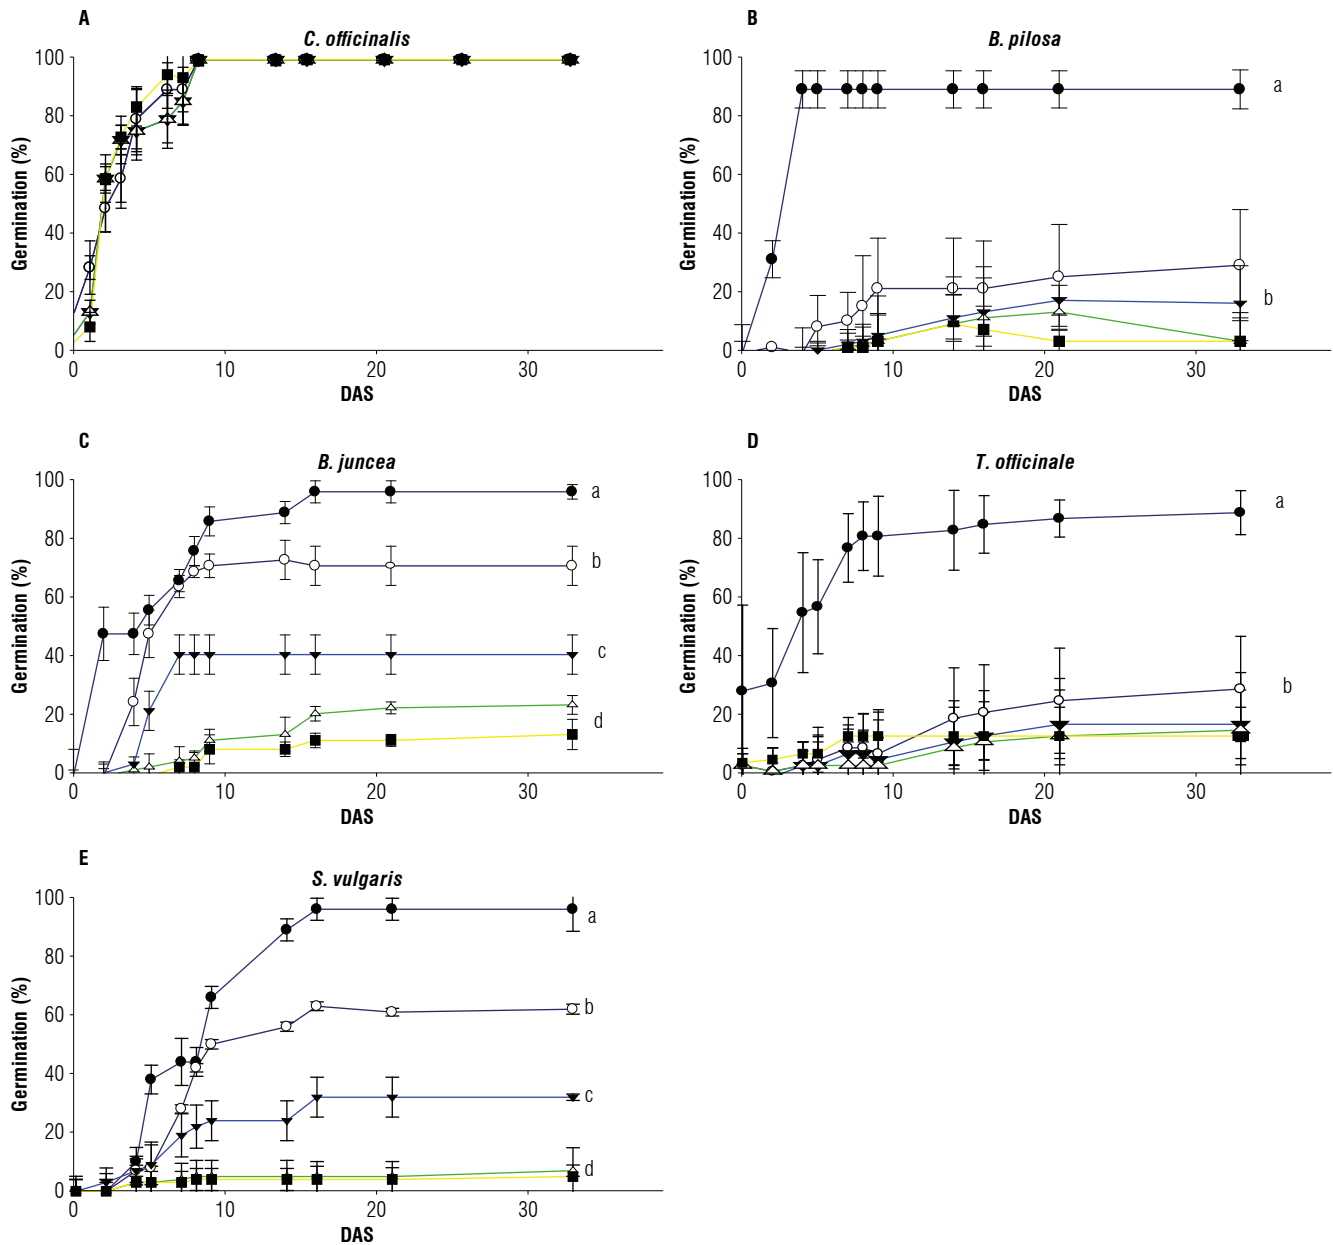 A
C. officinalis
Germination (%)
100
80
60
40
20
0
0 10 20 30
DAS
B
B. pilosa
Germination (%)
100
80
60
40
20
0
a
b
0 10 20 30
DAS
C
B. juncea
Germination (%)
100
80
60
40
20
0
a
b
c
d
0 10 20 30
DAS
D
T. officinale
Germination (%)
100
80
60
40
20
0
a
b
0 10 20 30
DAS
E
S. vulgaris
Germination (%)
100
80
60
40
20
0
a
b
c
d
0 10 20 30
DAS